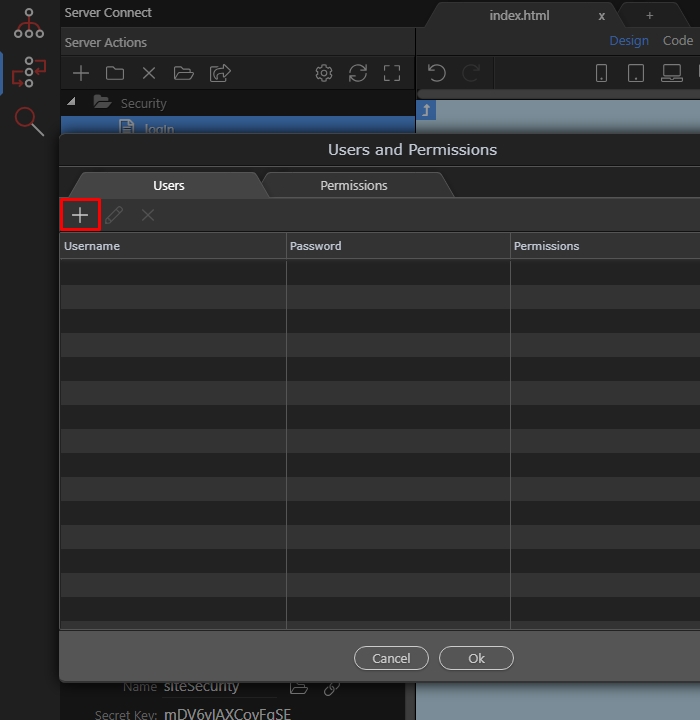 Server Connect
index.html x +
Server Actions
Design Code
Security
login
Users and Permissions
Users Permissions
Username Password Permissions
Cancel Ok
Name siteSecurity
Secret Key: